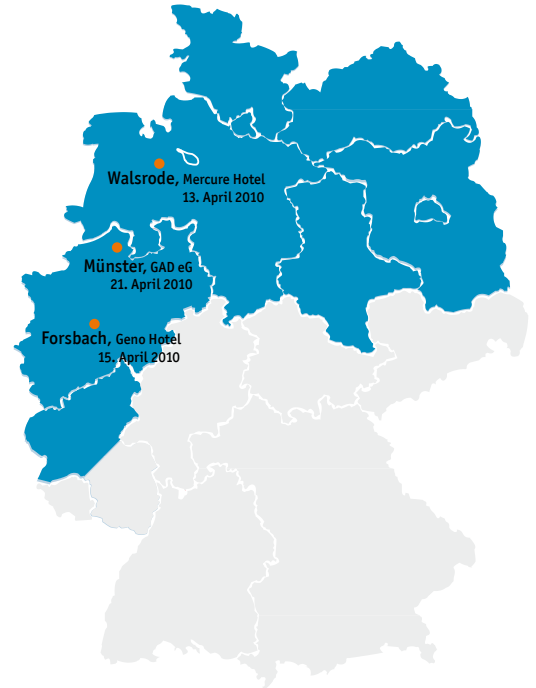 Walsrode, Mercure Hotel
13. April 2010
Münster, GAD eG
21. April 2010
Forsbach, Geno Hotel
15. April 2010